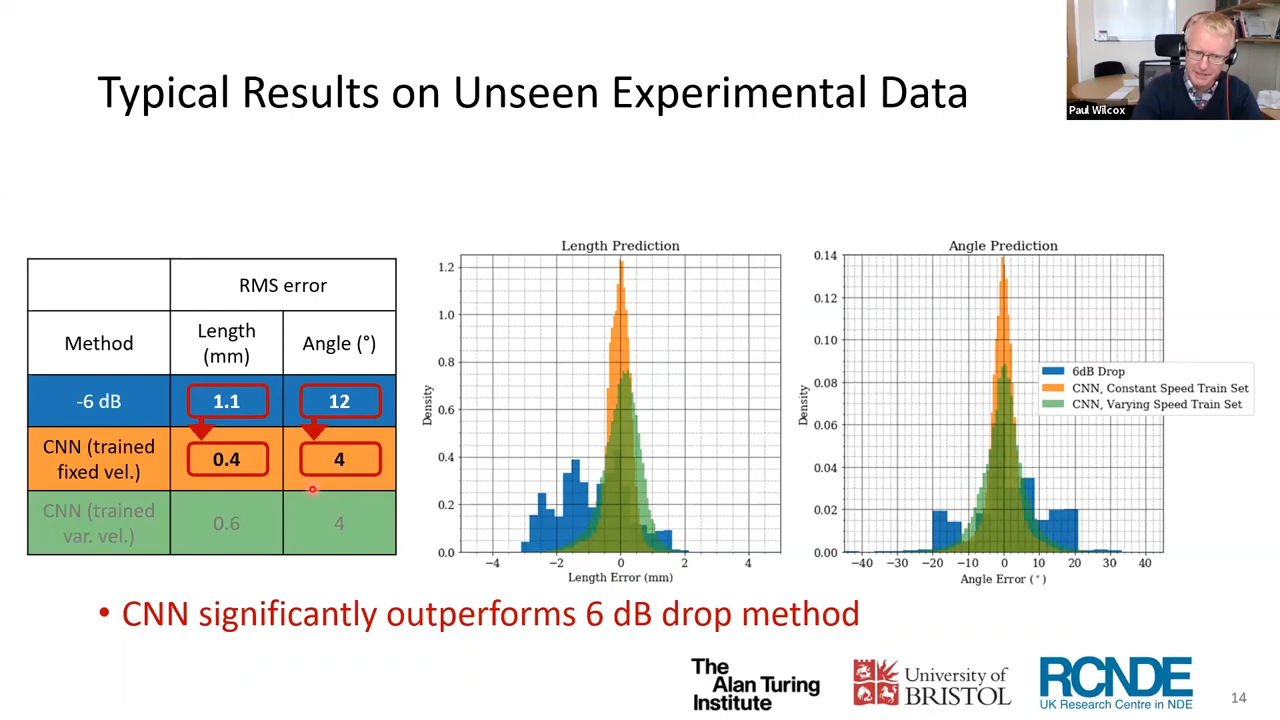 Typical Results on Unseen Experimental Data
Paul Wilcox
RMS error
Method
Length
(mm)
Angle (°)
-6 dB
1.1
12
CNN (trained
fixed vel.)
0.4
4
CNN (trained
var. vel.)
0.6
4
Length Prediction
Density
1.2
1.0
0.8
0.6
0.4
0.2
0.0
−4
−2
0
2
4
Length Error (mm)
Angle Prediction
Density
0.14
0.12
0.10
0.08
0.06
0.04
0.02
0.00
−40
−30
−20
−10
0
10
20
30
40
Angle Error (°)
6dB Drop
CNN, Constant Speed Train Set
CNN, Varying Speed Train Set
• CNN significantly outperforms 6 dB drop method
The
Alan Turing
Institute
University of
BRISTOL
RCNDE
UK Research Centre in NDE
14